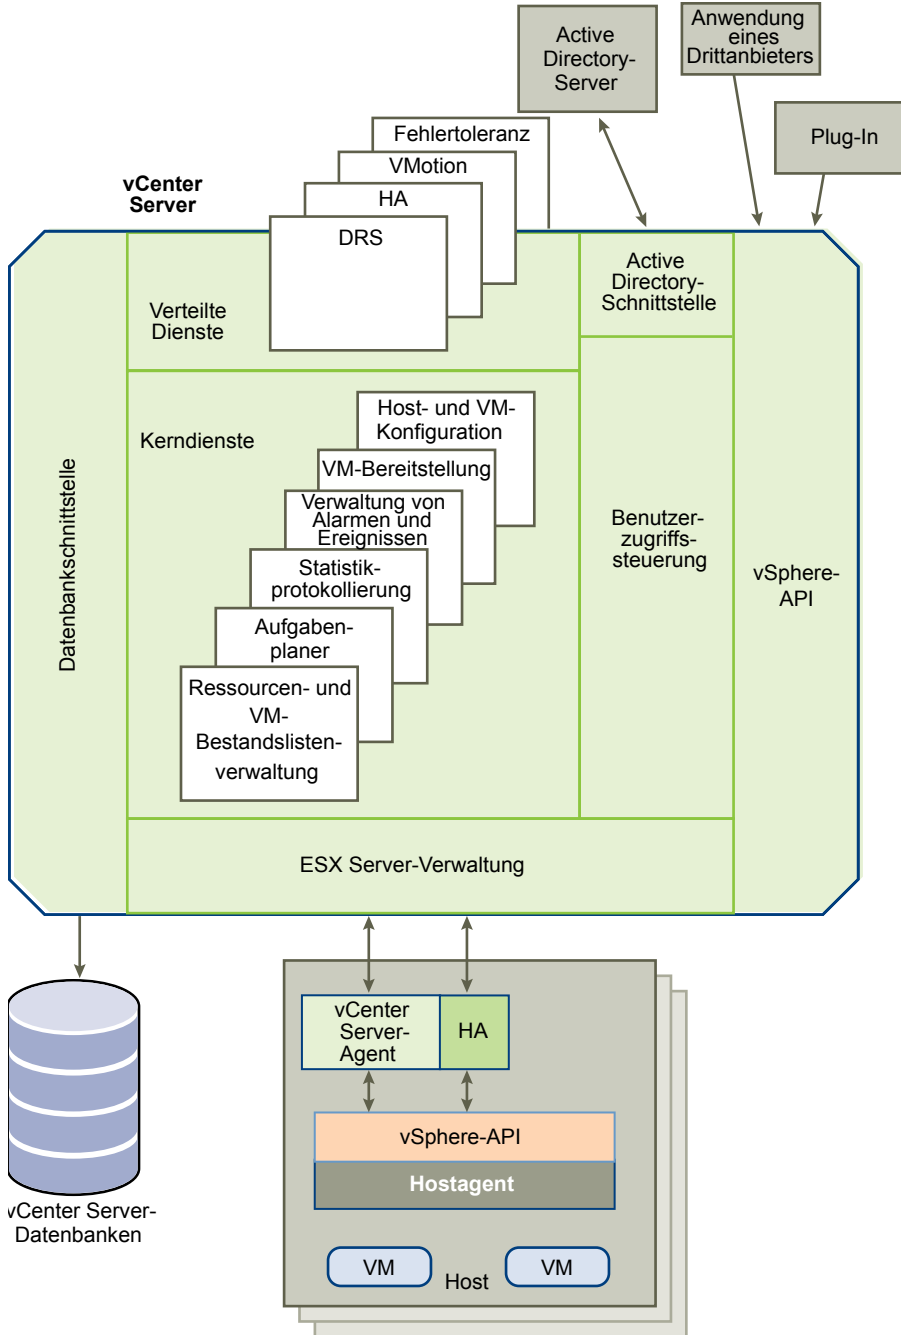 Active
Directory-
Server
Anwendung
eines
Drittanbieters
Plug-In
Fehlertoleranz
VMotion
HA
DRS
vCenter
Server
Verteilte
Dienste
Active
Directory-
Schnittstelle
Datenbankschnittstelle
Kerndienste
Host- und VM-
Konfiguration
VM-Bereitstellung
Verwaltung von
Alarmen und
Ereignissen
Statistik-
protokollierung
Aufgaben-
planer
Ressourcen- und
VM-
Bestandslisten-
verwaltung
Benutzer-
zugriffs-
steuerung
vSphere-
API
ESX Server-Verwaltung
vCenter
Server-
Agent
HA
vSphere-API
Hostagent
VM
Host
VM
vCenter Server-
Datenbanken